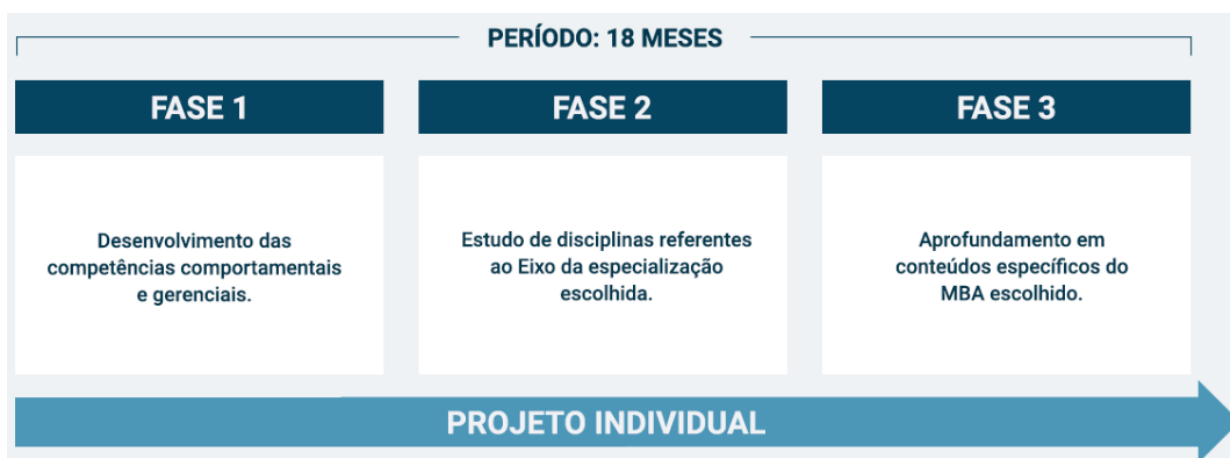 PERÍODO: 18 MESES
FASE 1
Desenvolvimento das
competências comportamentais
e gerenciais.
FASE 2
Estudo de disciplinas referentes
ao Eixo da especialização
escolhida.
FASE 3
Aprofundamento em
conteúdos específicos do
MBA escolhido.
PROJETO INDIVIDUAL